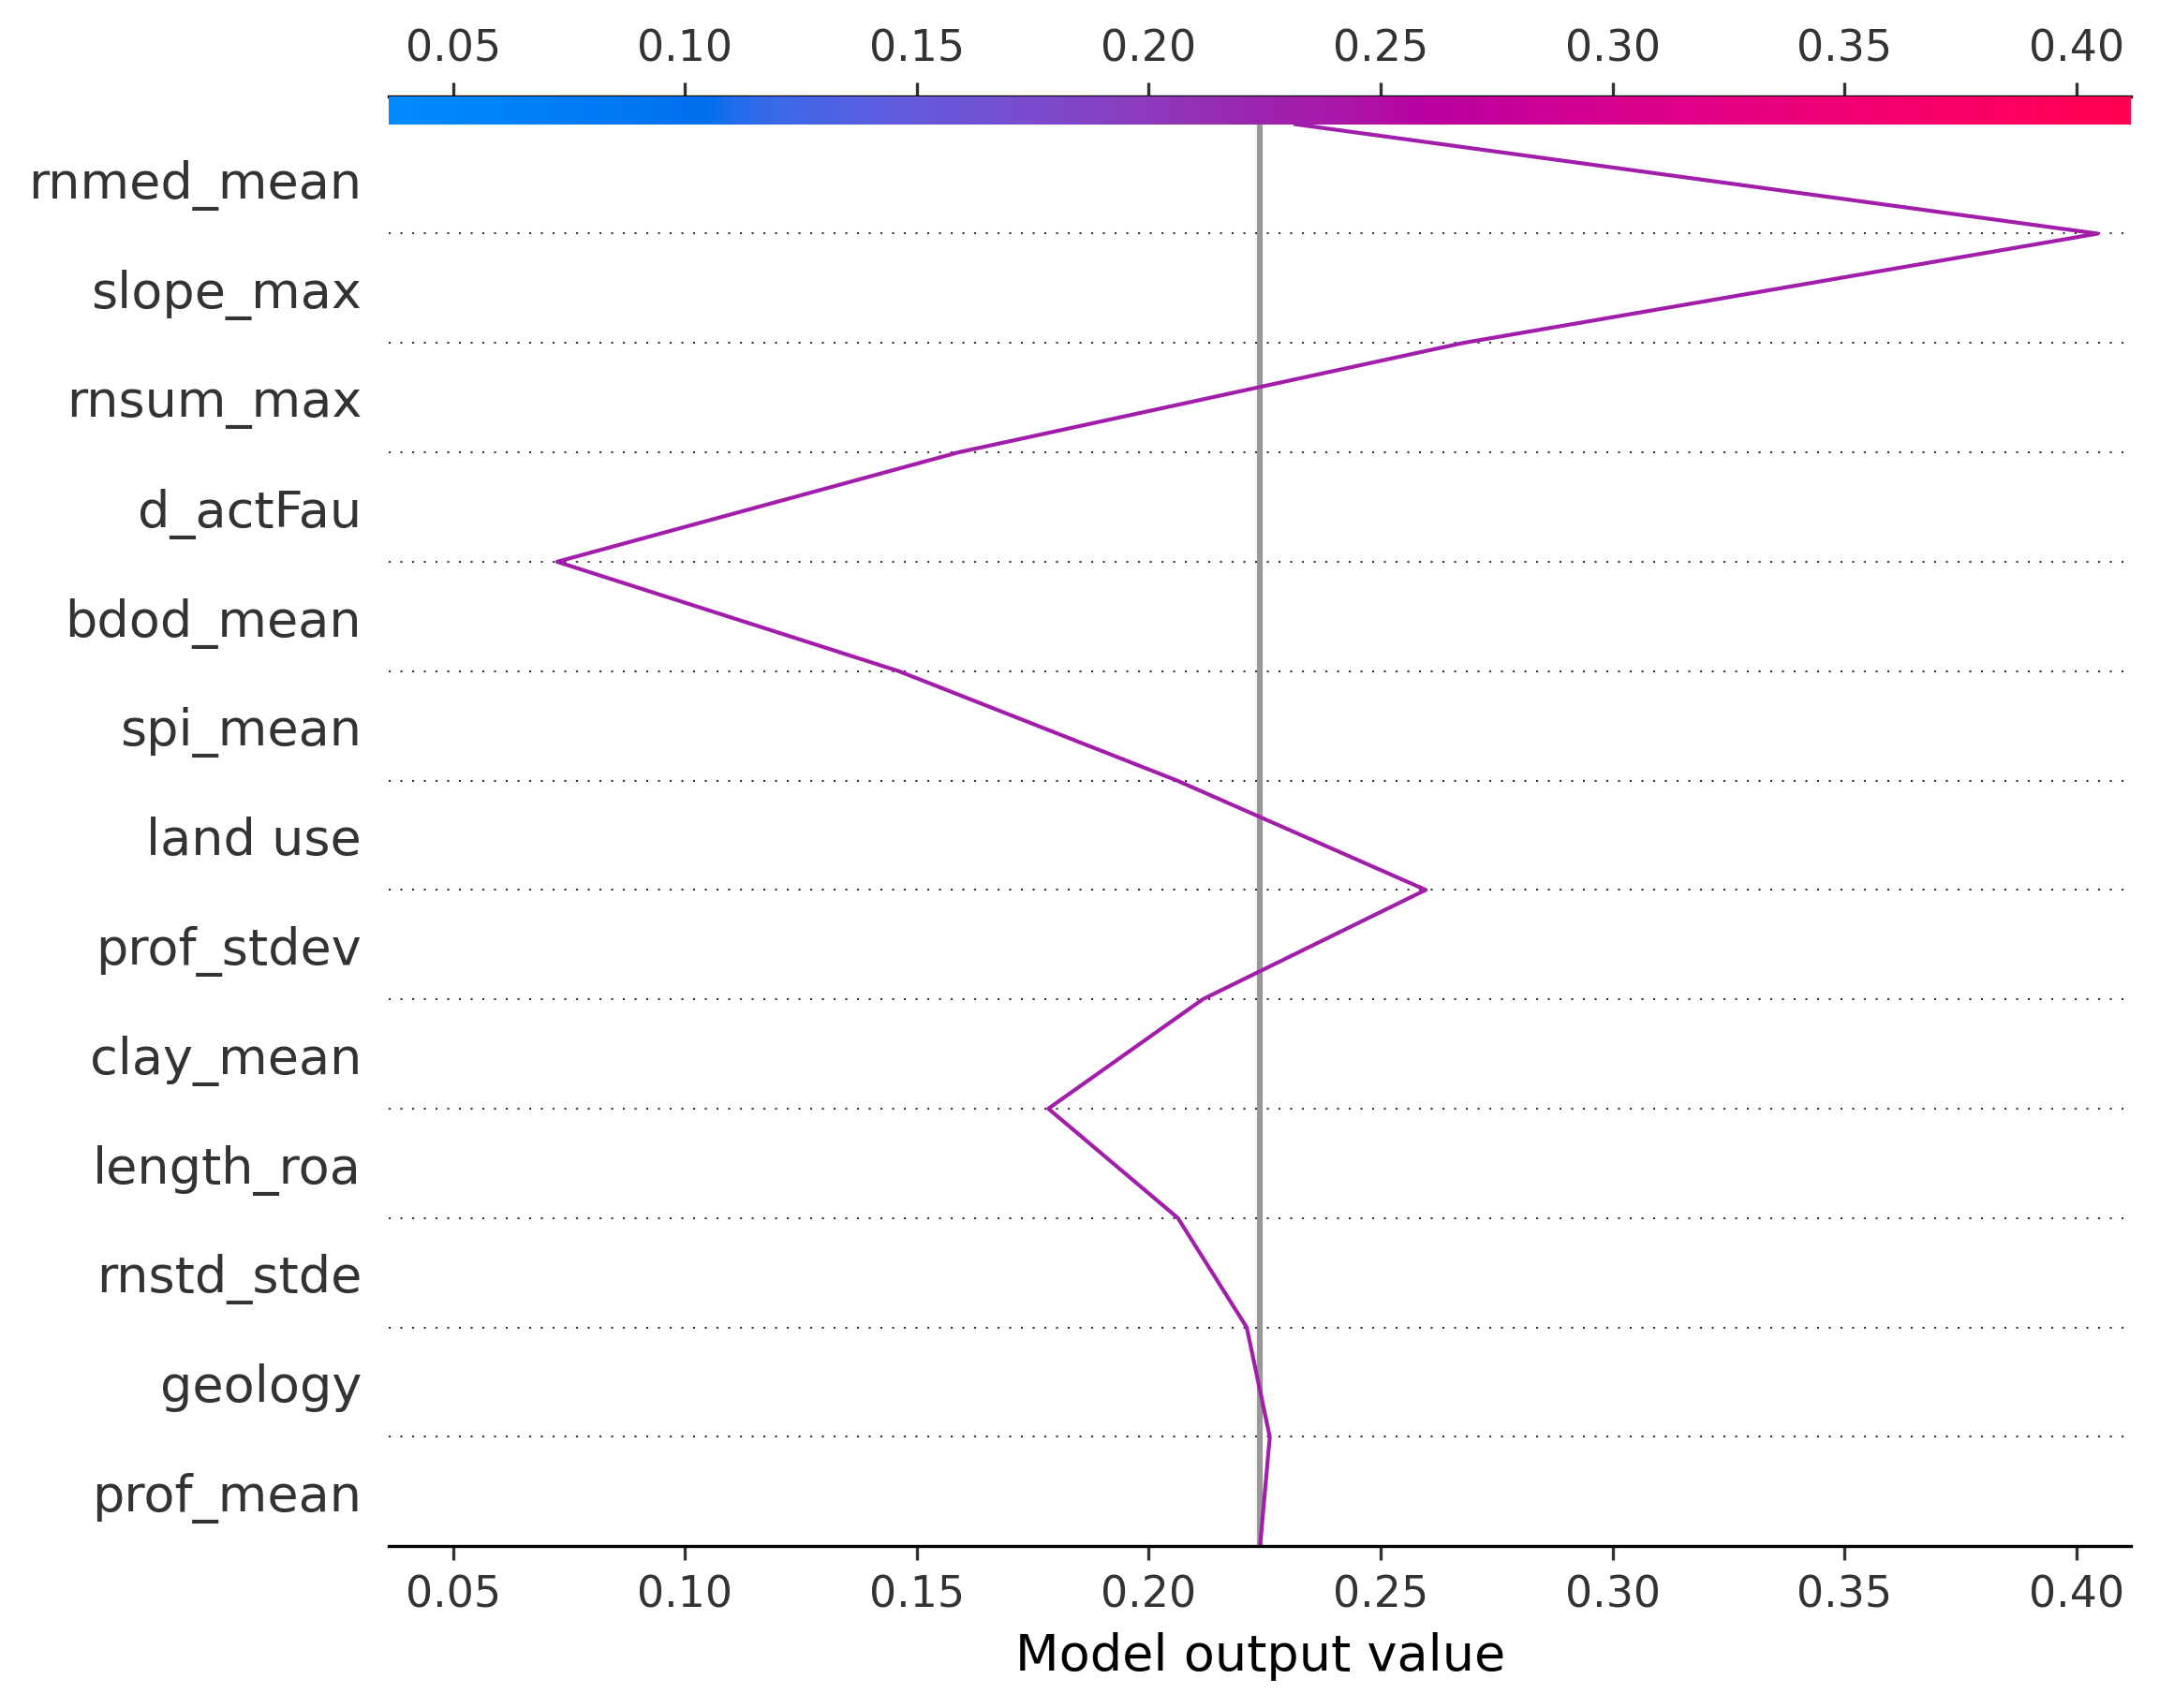 0.05 0.10 0.15 0.20 0.25 0.30 0.35 0.40
rnmed_mean
slope_max
rnsum_max
d_actFau
bdod_mean
spi_mean
land use
prof_stdev
clay_mean
length_roa
rnstd_stde
geology
prof_mean
0.05 0.10 0.15 0.20 0.25 0.30 0.35 0.40
Model output value